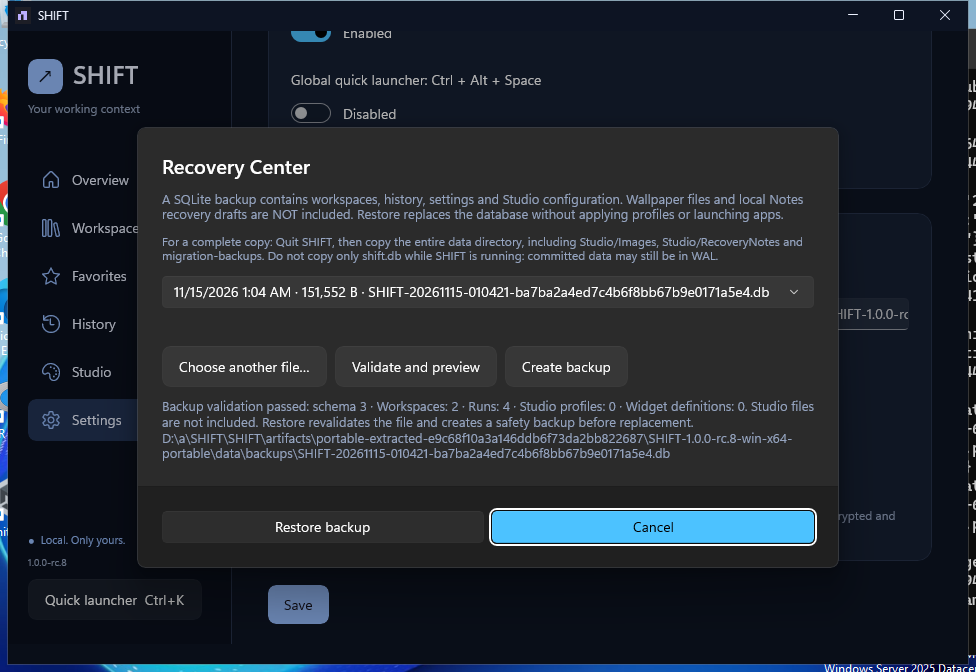 SHIFT
Enabled
SHIFT
Your working context
Global quick launcher: Ctrl + Alt + Space
Disabled
Overview
Workspace
Favorites
History
Studio
Settings
Recovery Center
A SQLite backup contains workspaces, history, settings and Studio configuration. Wallpaper files and local Notes
recovery drafts are NOT included. Restore replaces the database without applying profiles or launching apps.
For a complete copy: Quit SHIFT, then copy the entire data directory, including Studio/Images, Studio/RecoveryNotes and
migration-backups. Do not copy only shift.db while SHIFT is running: committed data may still be in WAL.
11/15/2026 1:04 AM · 151,552 B · SHIFT-20261115-010421-ba7ba2a4ed7c4b6f8bb67b9e0171a5e4.db
HIFT-1.0.0-rc
Choose another file...
Validate and preview
Create backup
Backup validation passed: schema 3 · Workspaces: 2 · Runs: 4 · Studio profiles: 0 · Widget definitions: 0. Studio files
are not included. Restore revalidates the file and creates a safety backup before replacement.
D:\a\SHIFT\SHIFT\artifacts\portable-extracted-e9c68f10a3a146ddb6f73da2bb822687\SHIFT-1.0.0-rc.8-win-x64-
portable\data\backups\SHIFT-20261115-010421-ba7ba2a4ed7c4b6f8bb67b9e0171a5e4.db
Restore backup
Cancel
rypted and
Local. Only yours.
1.0.0-rc.8
Quick launcher Ctrl+K
Save
Windows Server 2025 Datace